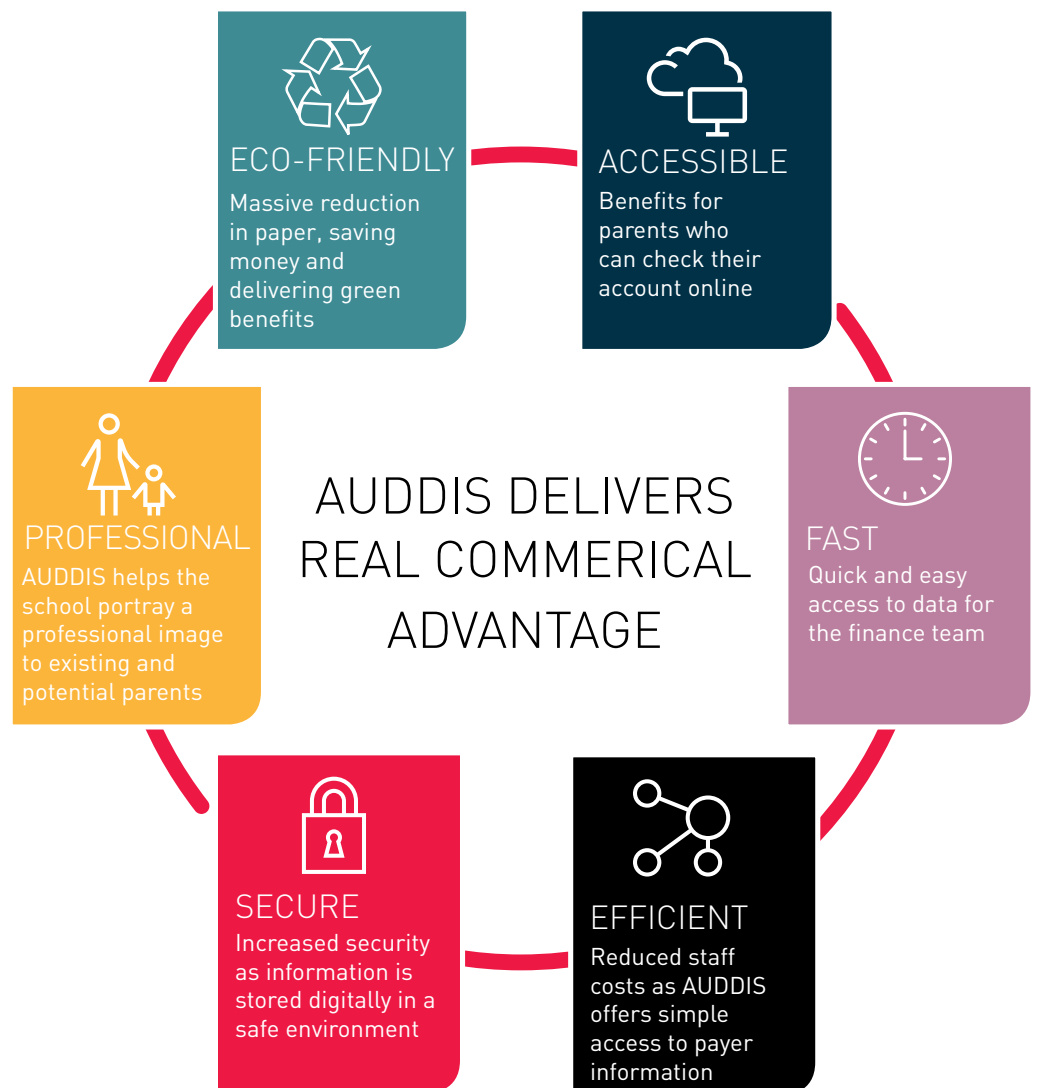 ECO-FRIENDLY
Massive reduction
in paper, saving
money and
delivering green
benefits
ACCESSIBLE
Benefits for
parents who
can check their
account online
PROFESSIONAL
AUDDIS helps the
school portray a
professional image
to existing and
potential parents
AUDDIS DELIVERS
REAL COMMERICAL
ADVANTAGE
FAST
Quick and easy
access to data for
the finance team
SECURE
Increased security
as information is
stored digitally in a
safe environment
EFFICIENT
Reduced staff
costs as AUDDIS
offers simple
access to payer
information